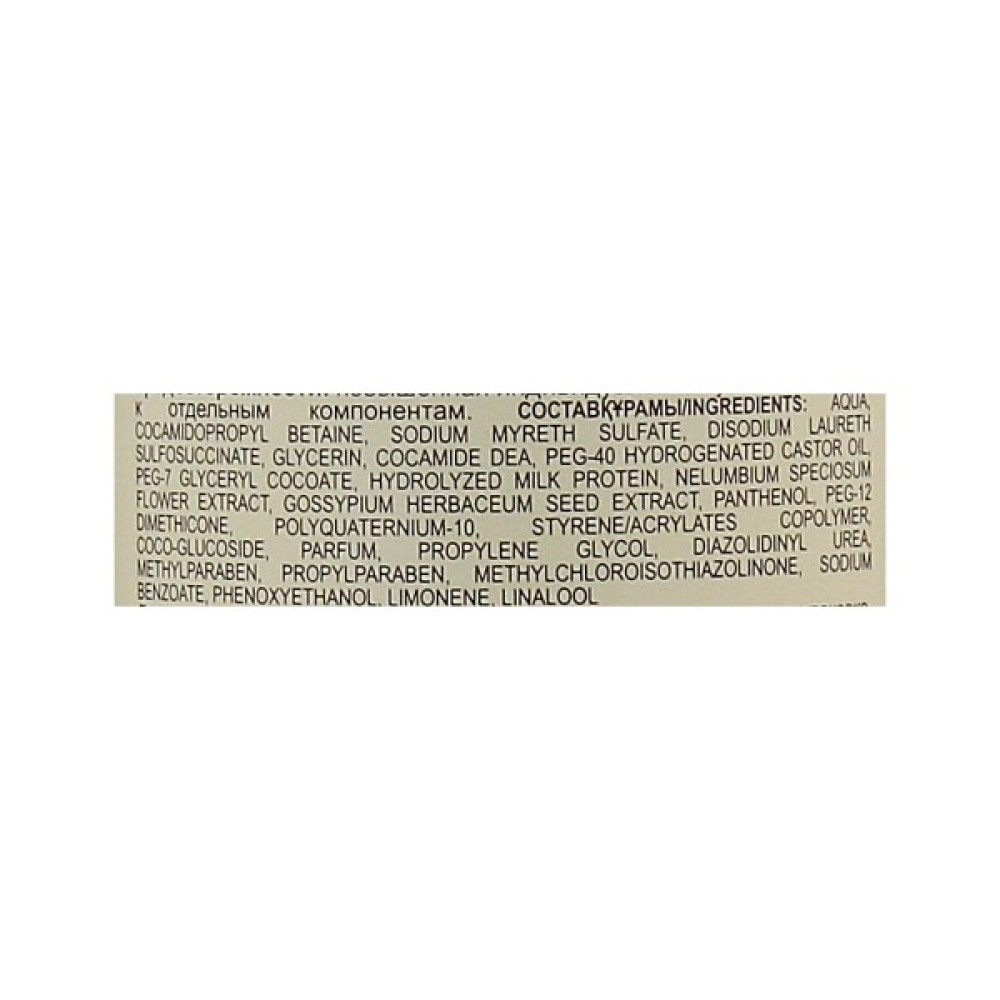 к отдельным компонентам. СОСТАВ/ҚҰРАМЫ/INGREDIENTS: AQUA,
COCAMIDOPROPYL BETAINE, SODIUM MYRETH SULFATE, DISODIUM LAURETH
SULFOSUCCINATE, GLYCERIN, COCAMIDE DEA, PEG-40 HYDROGENATED CASTOR OIL,
PEG-7 GLYCERYL COCOATE, HYDROLYZED MILK PROTEIN, NELUMBIUM SPECIOSUM
FLOWER EXTRACT, GOSSYPIUM HERBACEUM SEED EXTRACT, PANTHENOL, PEG-12
DIMETHICONE, POLYQUATERNIUM-10, STYRENE/ACRYLATES COPOLYMER,
COCO-GLUCOSIDE, PARFUM, PROPYLENE GLYCOL, DIAZOLIDINYL UREA,
METHYLPARABEN, PROPYLPARABEN, METHYLCHLOROISOTHIAZOLINONE, SODIUM
BENZOATE, PHENOXYETHANOL, LIMONENE, LINALOOL